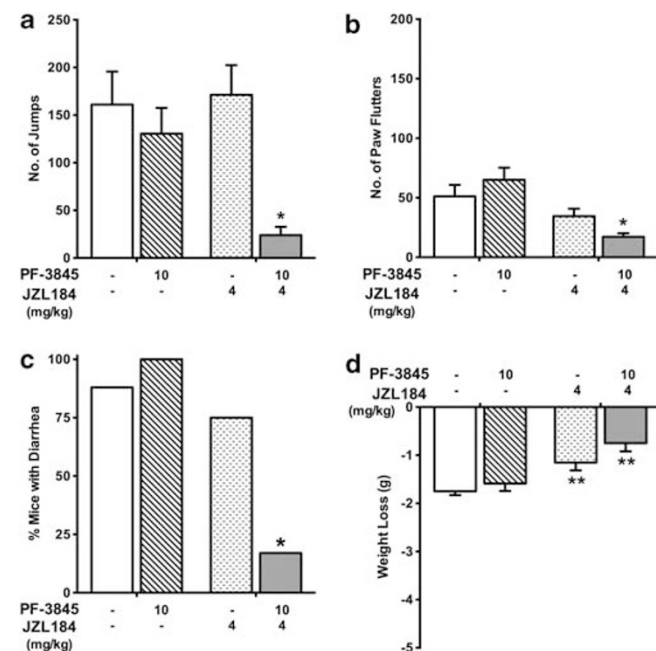 a
200
150
100
50
0
No. of Jumps
*
PF-3845 - 10 - 10
JZL184 - - 4 4
(mg/kg)
b
200
150
100
50
0
No. of Paw Flutters
*
PF-3845 - 10 - 10
JZL184 - - 4 4
(mg/kg)
c
100
75
50
25
0
% Mice with Diarrhea
*
PF-3845 - 10 - 10
JZL184 - - 4 4
(mg/kg)
d
PF-3845 - 10 - 10
JZL184 - - 4 4
(mg/kg)
0
-1
-2
-3
-4
-5
Weight Loss (g)
** **